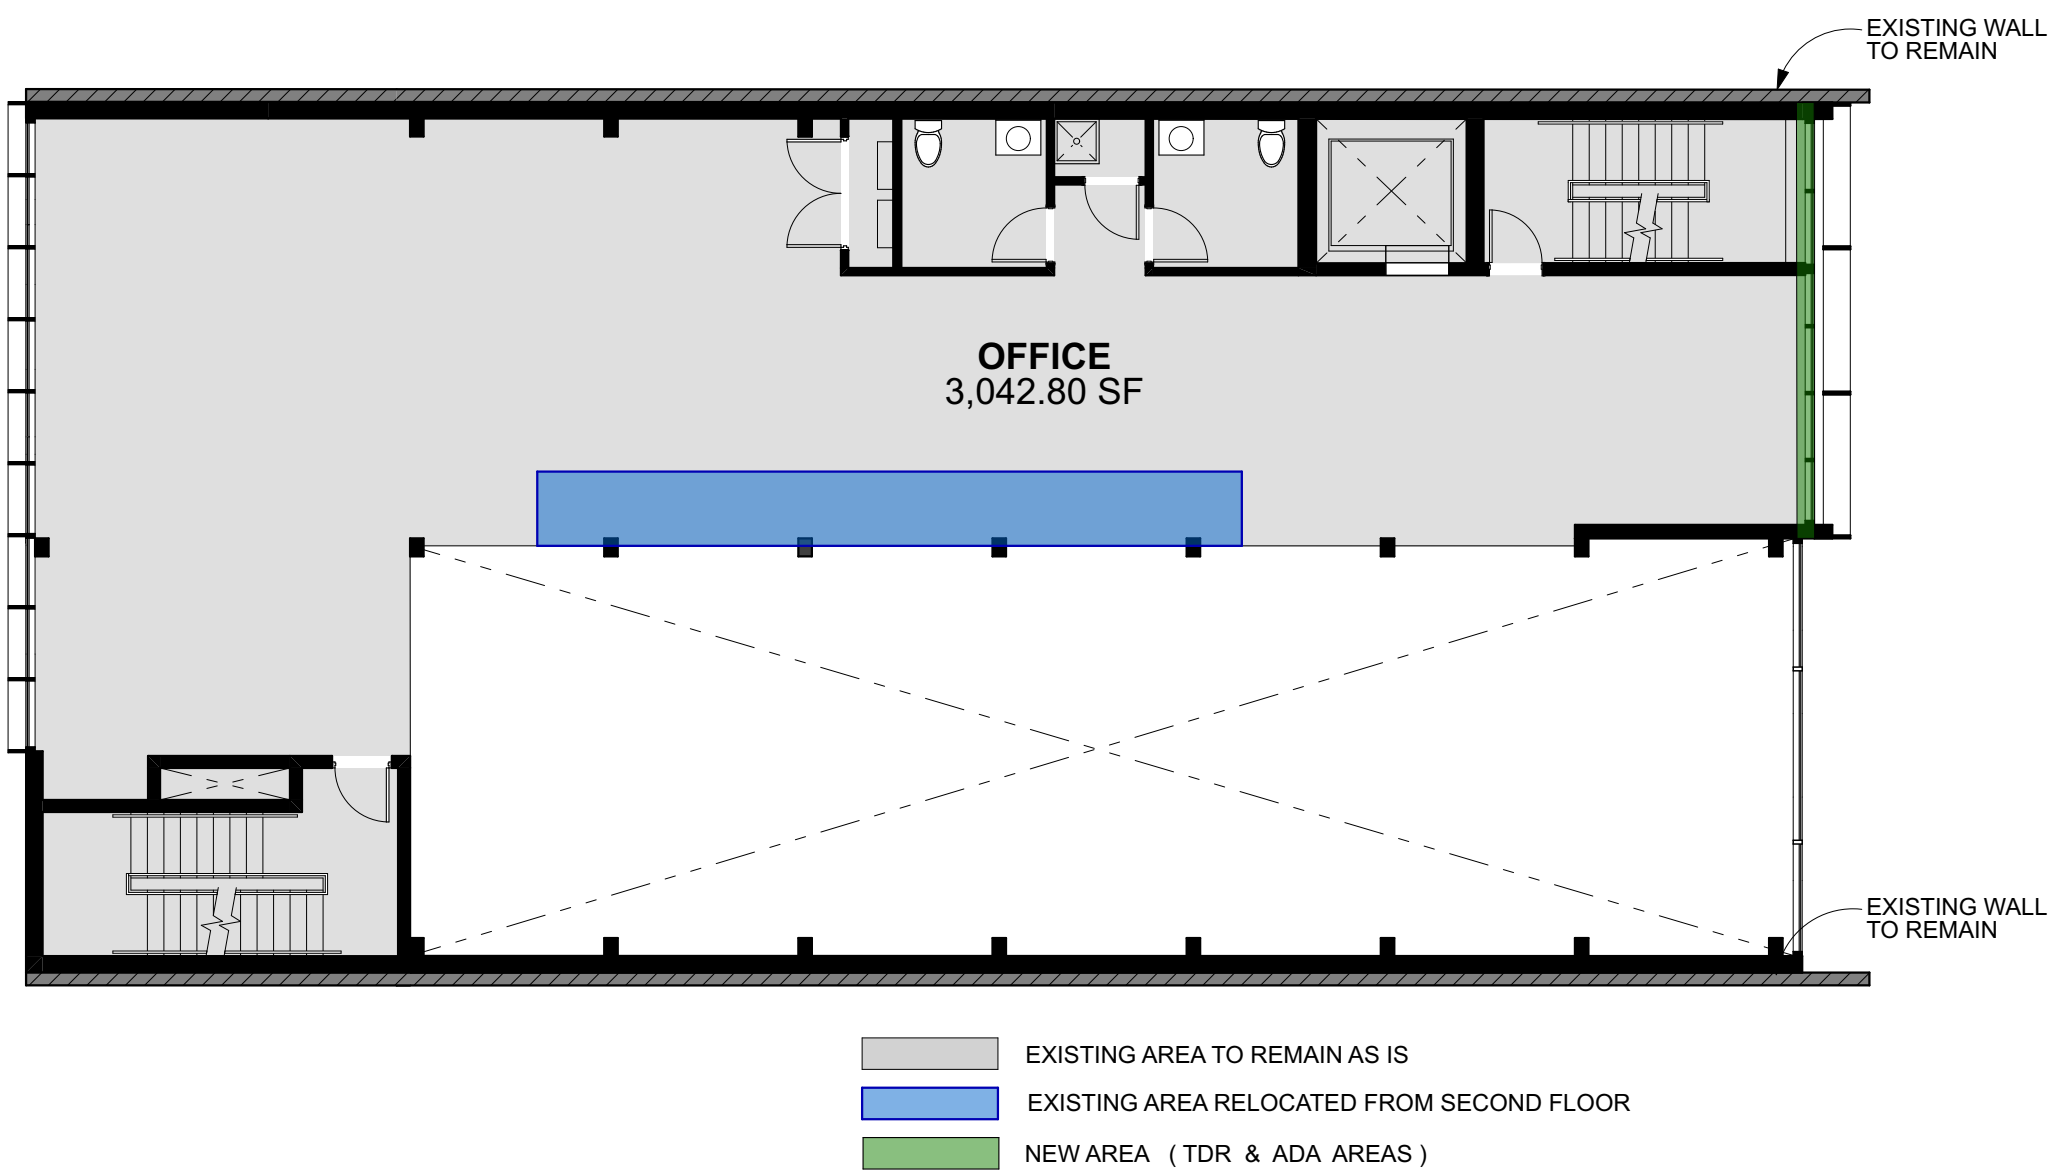 EXISTING WALL
TO REMAIN
OFFICE
3,042.80 SF
EXISTING WALL
TO REMAIN
EXISTING AREA TO REMAIN AS IS
EXISTING AREA RELOCATED FROM SECOND FLOOR
NEW AREA ( TDR & ADA AREAS )